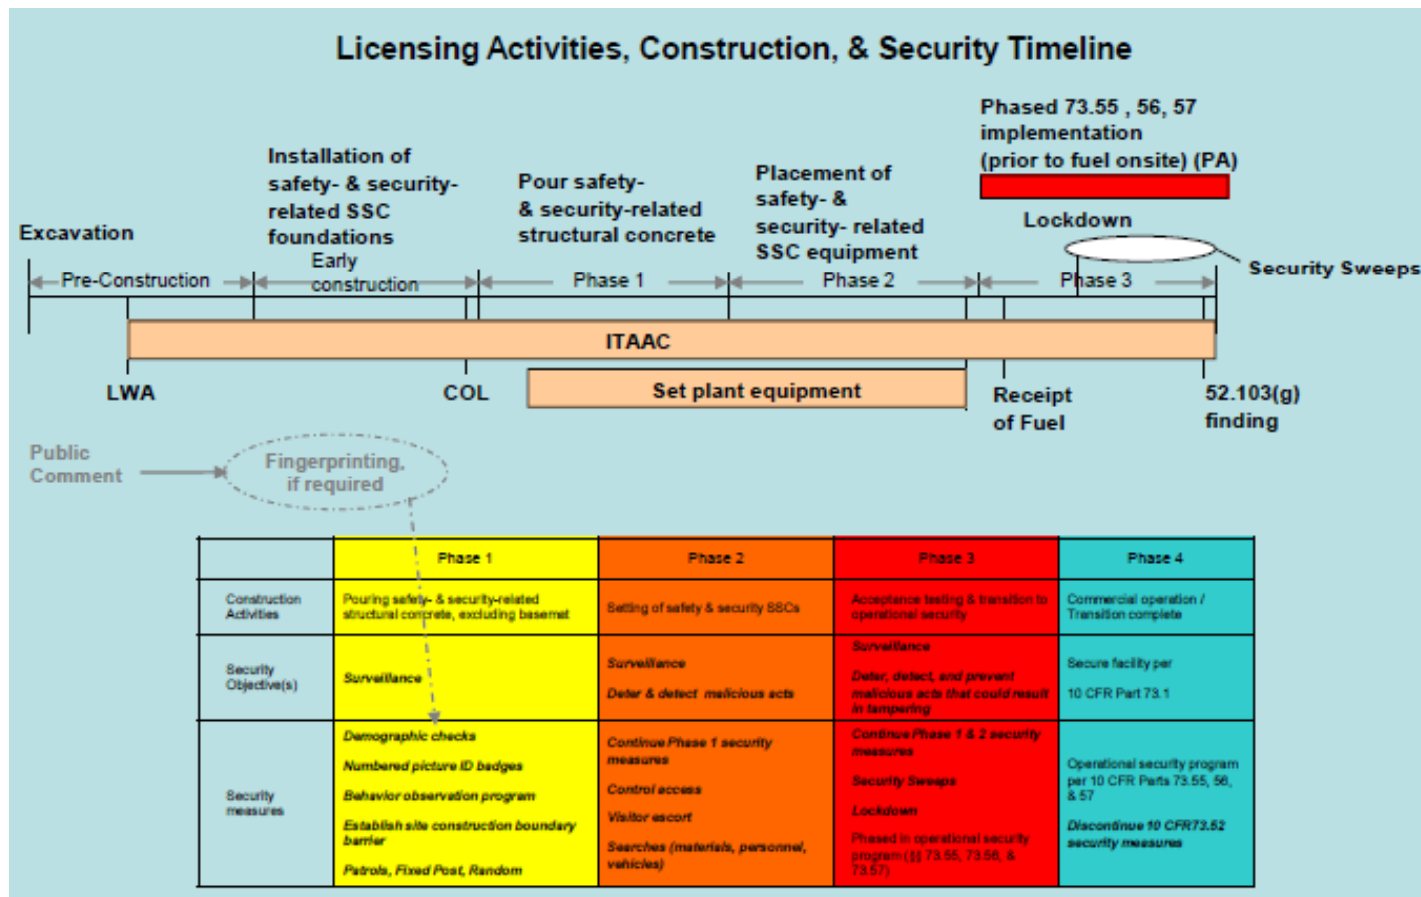 Licensing Activities, Construction, & Security Timeline
Phased 73.55 , 56, 57
implementation
(prior to fuel onsite) (PA)
Installation of
safety- & security-
related SSC
foundations
Pour safety-
& security-related
structural concrete
Placement of
safety- &
security- related
SSC equipment
Lockdown
Excavation
Security Sweeps
Pre-Construction
Early
construction
Phase 1
Phase 2
Phase 3
ITAAC
LWA
COL
Set plant equipment
Receipt
of Fuel
52.103(g)
finding
Public
Comment
Fingerprinting,
if required
Phase 1
Phase 2
Phase 3
Phase 4
Construction
Activities
Pouring safety- & security-related
structural concrete, excluding basemat
Setting of safety & security SSCs
Acceptance testing & transition to
operational security
Commercial operation /
Transition complete
Security
Objective(s)
Surveillance
Surveillance
Deter & detect malicious acts
Surveillance
Deter, detect, and prevent
malicious acts that could result
in tampering
Secure facility per
10 CFR Part 73.1
Security
measures
Demographic checks
Numbered picture ID badges
Behavior observation program
Establish site construction boundary
barrier
Patrols, Fixed Post, Random
Continue Phase 1 security
measures
Control access
Visitor escort
Searches (materials, personnel,
vehicles)
Continue Phase 1 & 2 security
measures
Security Sweeps
Lockdown
Phased in operational security
program (§§ 73.55, 73.56, &
73.57)
Operational security program
per 10 CFR Parts 73.55, 56,
& 57
Discontinue 10 CFR73.52
security measures